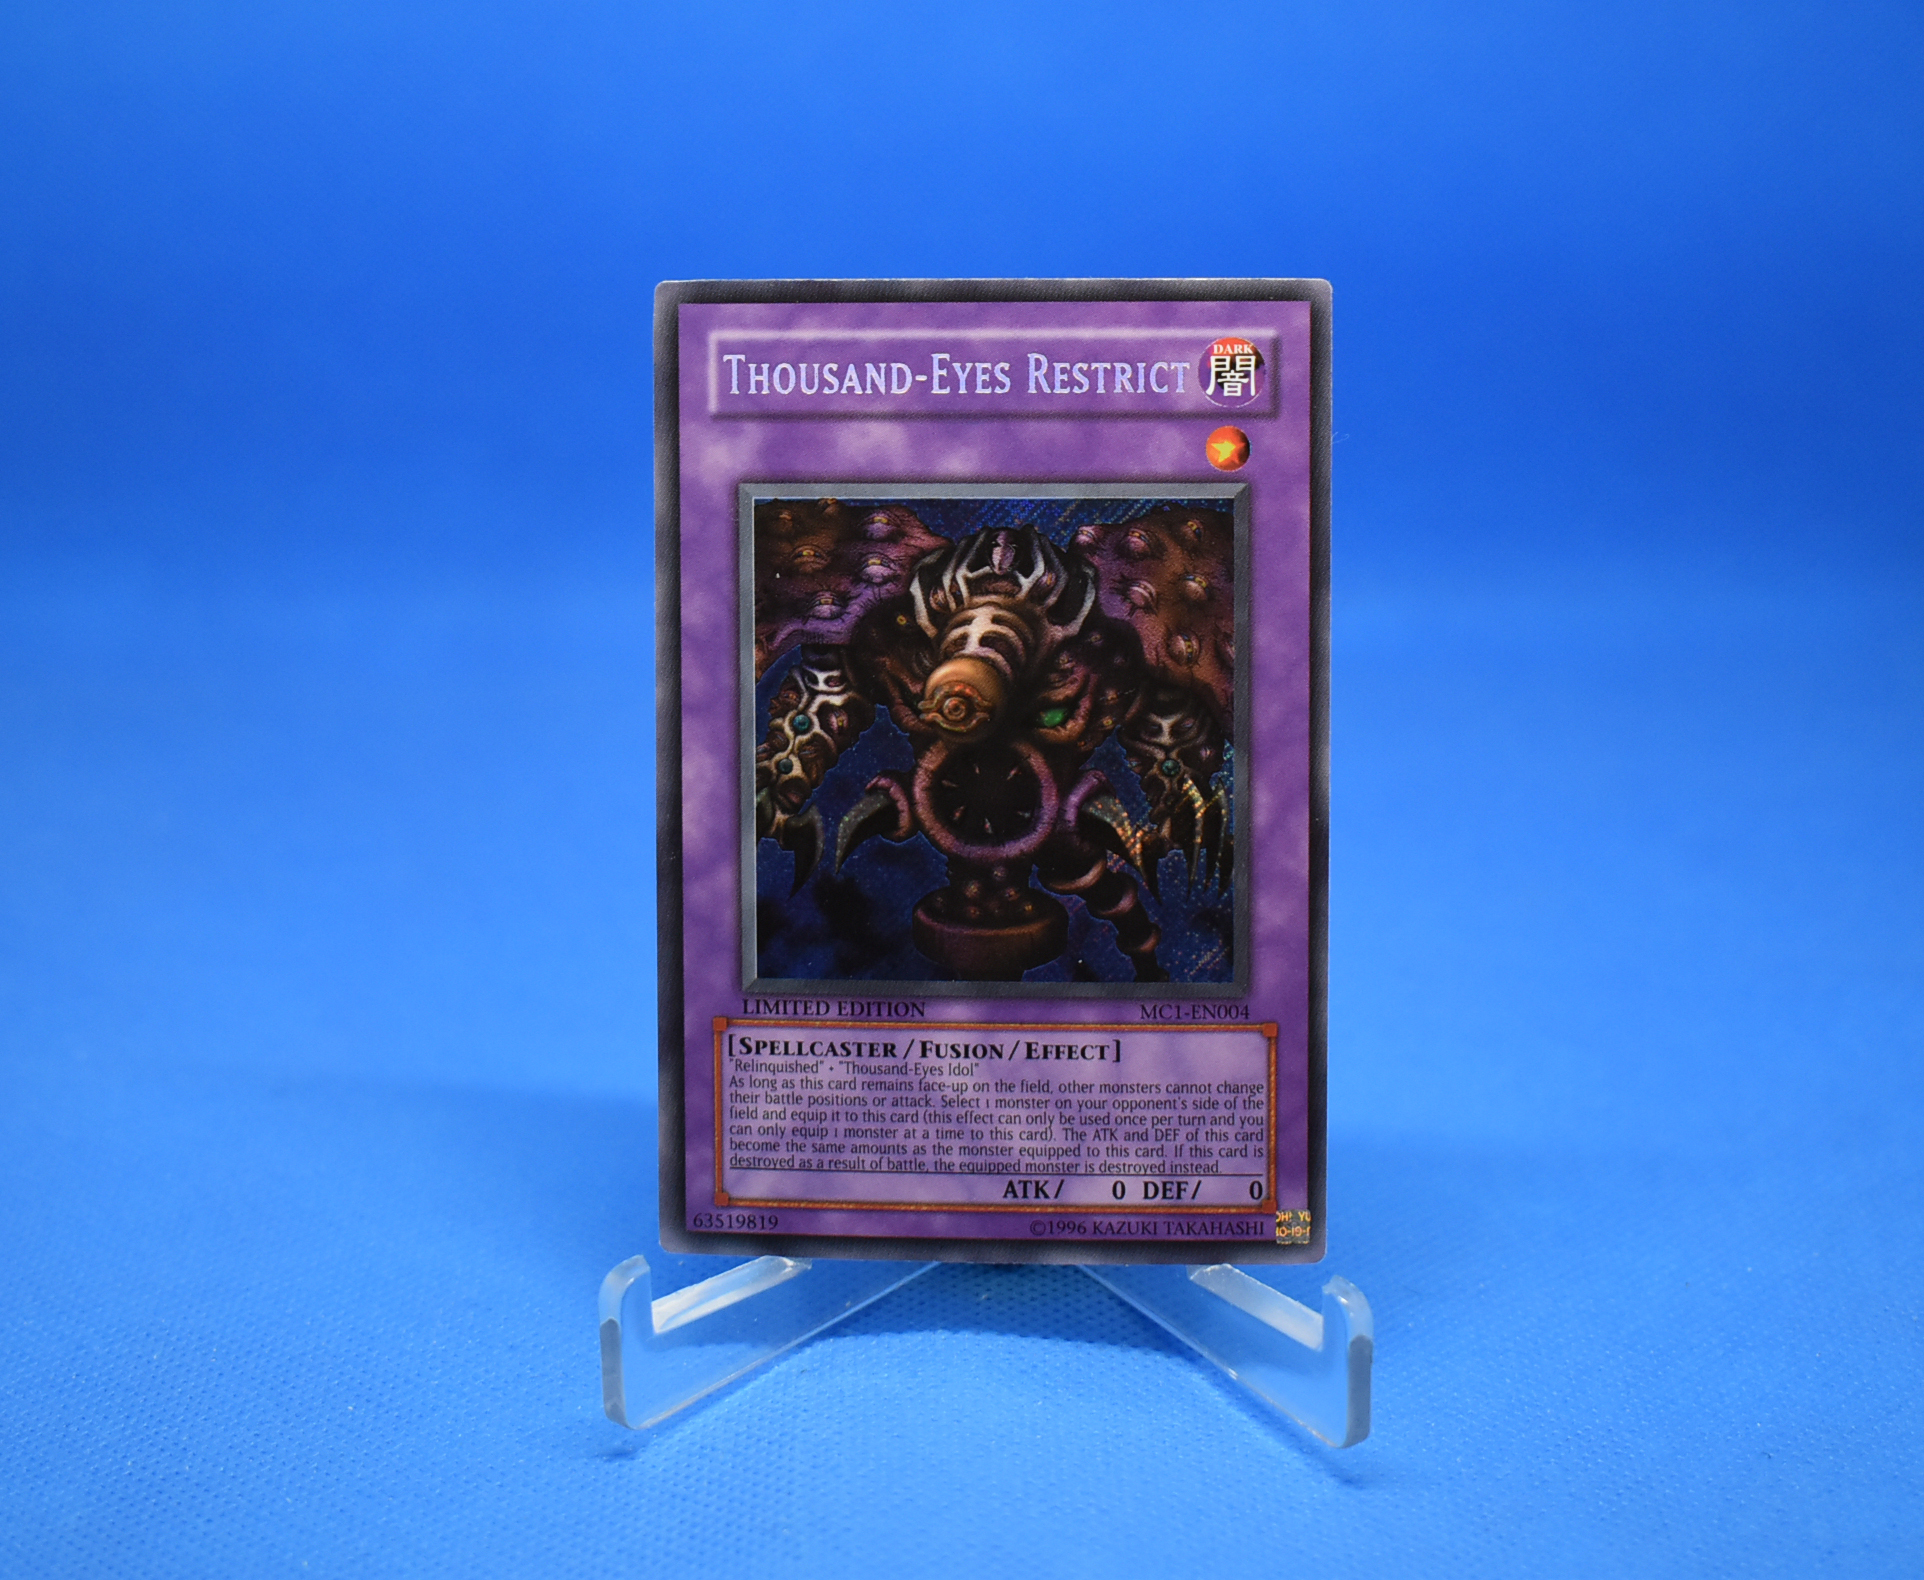 THOUSAND-EYES RESTRICT
DARK
闇
LIMITED EDITION
MC1-EN004
[SPELLCASTER/FUSION/EFFECT]
"Relinquished" + "Thousand-Eyes Idol"
As long as this card remains face-up on the field, other monsters cannot change
their battle positions or attack. Select 1 monster on your opponent's side of the
field and equip it to this card (this effect can only be used once per turn and you
can only equip 1 monster at a time to this card). The ATK and DEF of this card
become the same amounts as the monster equipped to this card. If this card is
destroyed as a result of battle, the equipped monster is destroyed instead.
ATK/ 0 DEF/ 0
63519819
©1996 KAZUKI TAKAHASHI